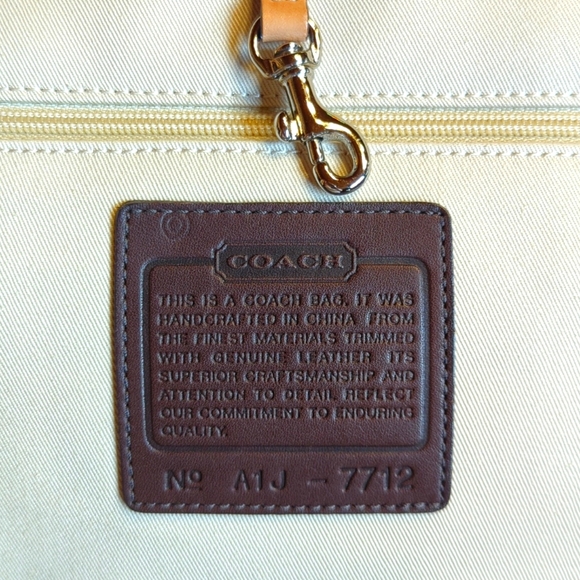 COACH
THIS IS A COACH BAG. IT WAS
HANDCRAFTED IN CHINA FROM
THE FINEST MATERIALS TRIMMED
WITH GENUINE LEATHER. ITS
SUPERIOR CRAFTSMANSHIP AND
ATTENTION TO DETAIL REFLECT
OUR COMMITMENT TO ENDURING
QUALITY.
Nº A1J - 7712